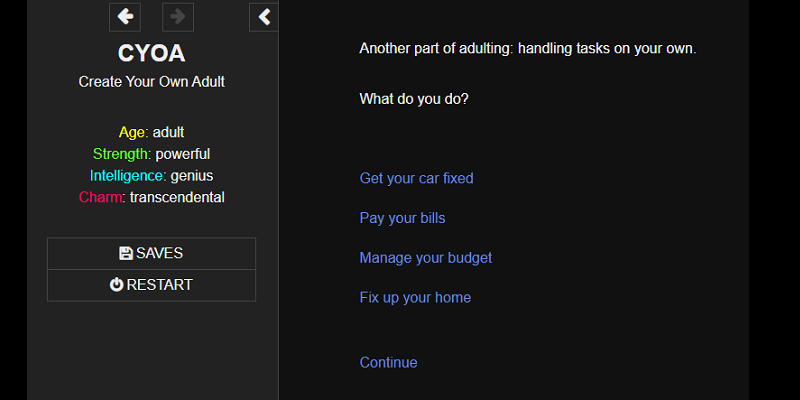 CYOA
Create Your Own Adult
Age: adult
Strength: powerful
Intelligence: genius
Charm: transcendental
SAVES
RESTART
Another part of adulting: handling tasks on your own.
What do you do?
Get your car fixed
Pay your bills
Manage your budget
Fix up your home
Continue